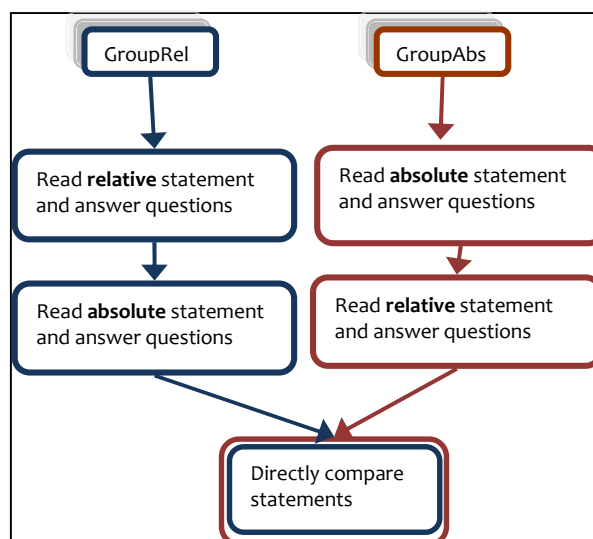 GroupRel
GroupAbs
Read relative statement
and answer questions
Read absolute statement
and answer questions
Read absolute statement
and answer questions
Read relative statement
and answer questions
Directly compare
statements